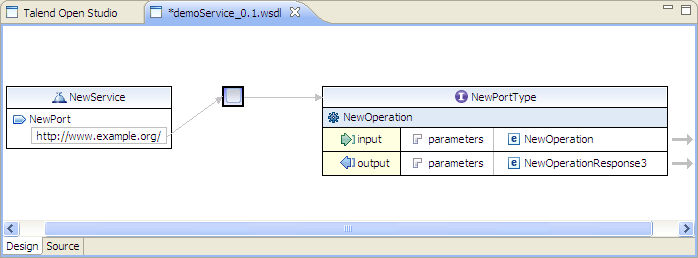 Talend Open Studio
*demoService_0.1.wsdl
NewService
NewPort
http://www.example.org/
NewPortType
NewOperation
input parameters NewOperation
output parameters NewOperationResponse3
Design Source